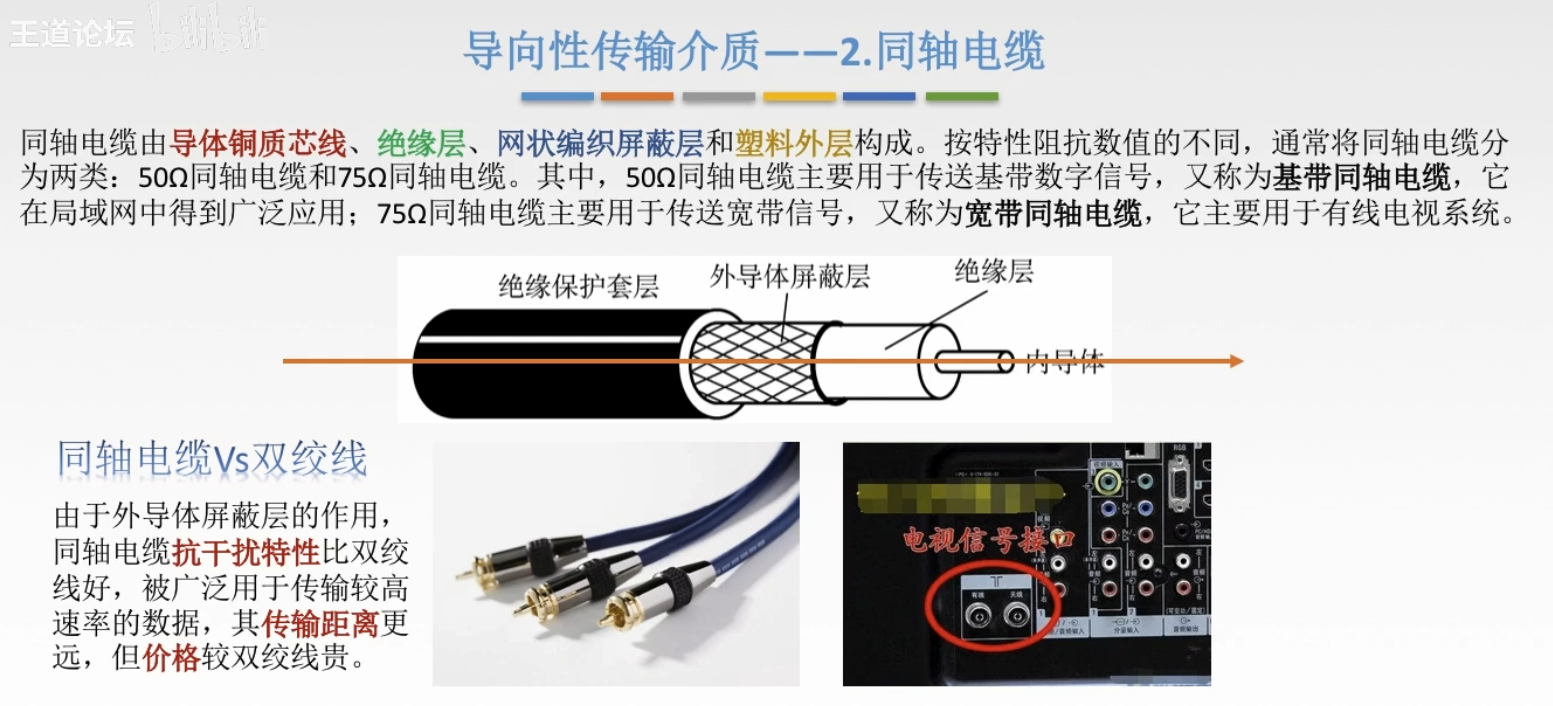 王道论坛 bilibili
导向性传输介质——2.同轴电缆
同轴电缆由导体铜质芯线、绝缘层、网状编织屏蔽层和塑料外层构成。按特性阻抗数值的不同，通常将同轴电缆分
为两类：50Ω同轴电缆和75Ω同轴电缆。其中，50Ω同轴电缆主要用于传送基带数字信号，又称为基带同轴电缆，它
在局域网中得到广泛应用；75Ω同轴电缆主要用于传送宽带信号，又称为宽带同轴电缆，它主要用于有线电视系统。
绝缘保护套层
外导体屏蔽层
绝缘层
内导体
同轴电缆Vs双绞线
由于外导体屏蔽层的作用，
同轴电缆抗干扰特性比双绞
线好，被广泛用于传输较高
速率的数据，其传输距离更
远，但价格较双绞线贵。
RGB
电视信号接口
有线
天线
分量输入
音频输出